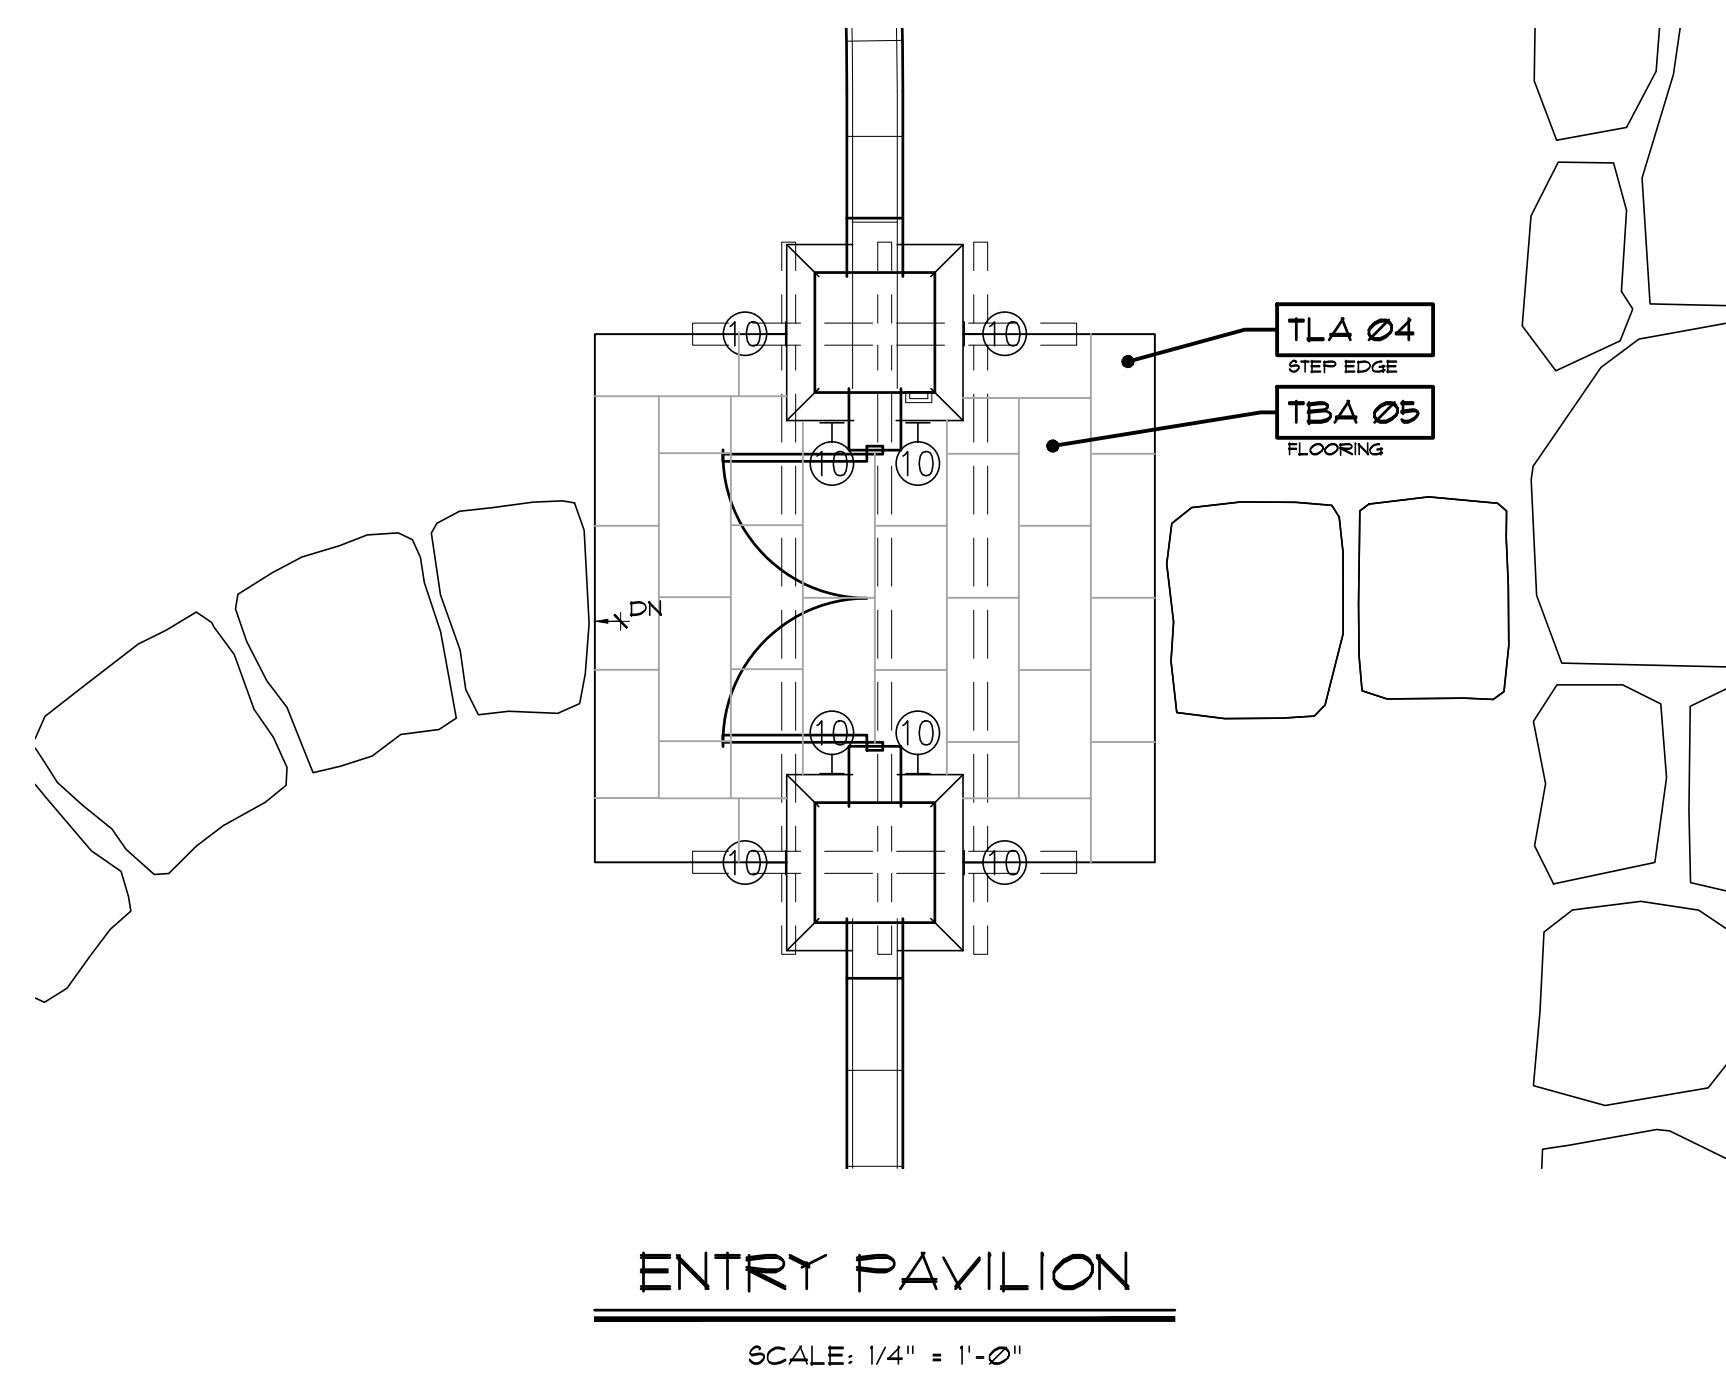 10
10
TLA Ø4
STEP EDGE
TBA Ø5
FLOORING
10
10
DN
10
10
10
10
ENTRY PAVILION
SCALE: 1/4" = 1'-Ø"